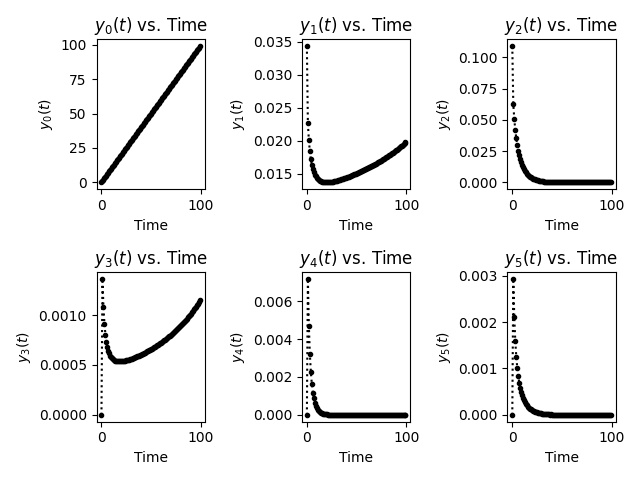 y₀(t) vs. Time
y₁(t) vs. Time
y₂(t) vs. Time
100
75
50
25
0
y₀(t)
0
100
Time
0.035
0.030
0.025
0.020
0.015
y₁(t)
0
100
Time
0.100
0.075
0.050
0.025
0.000
y₂(t)
0
100
Time
y₃(t) vs. Time
y₄(t) vs. Time
y₅(t) vs. Time
0.0010
0.0005
0.0000
y₃(t)
0
100
Time
0.006
0.004
0.002
0.000
y₄(t)
0
100
Time
0.003
0.002
0.001
0.000
y₅(t)
0
100
Time